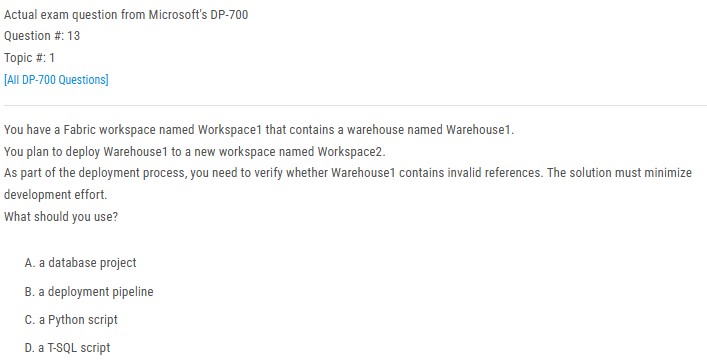 Actual exam question from Microsoft's DP-700
Question #: 13
Topic #: 1
[All DP-700 Questions]
You have a Fabric workspace named Workspace1 that contains a warehouse named Warehouse1.
You plan to deploy Warehouse1 to a new workspace named Workspace2.
As part of the deployment process, you need to verify whether Warehouse1 contains invalid references. The solution must minimize
development effort.
What should you use?
A. a database project
B. a deployment pipeline
C. a Python script
D. a T-SQL script